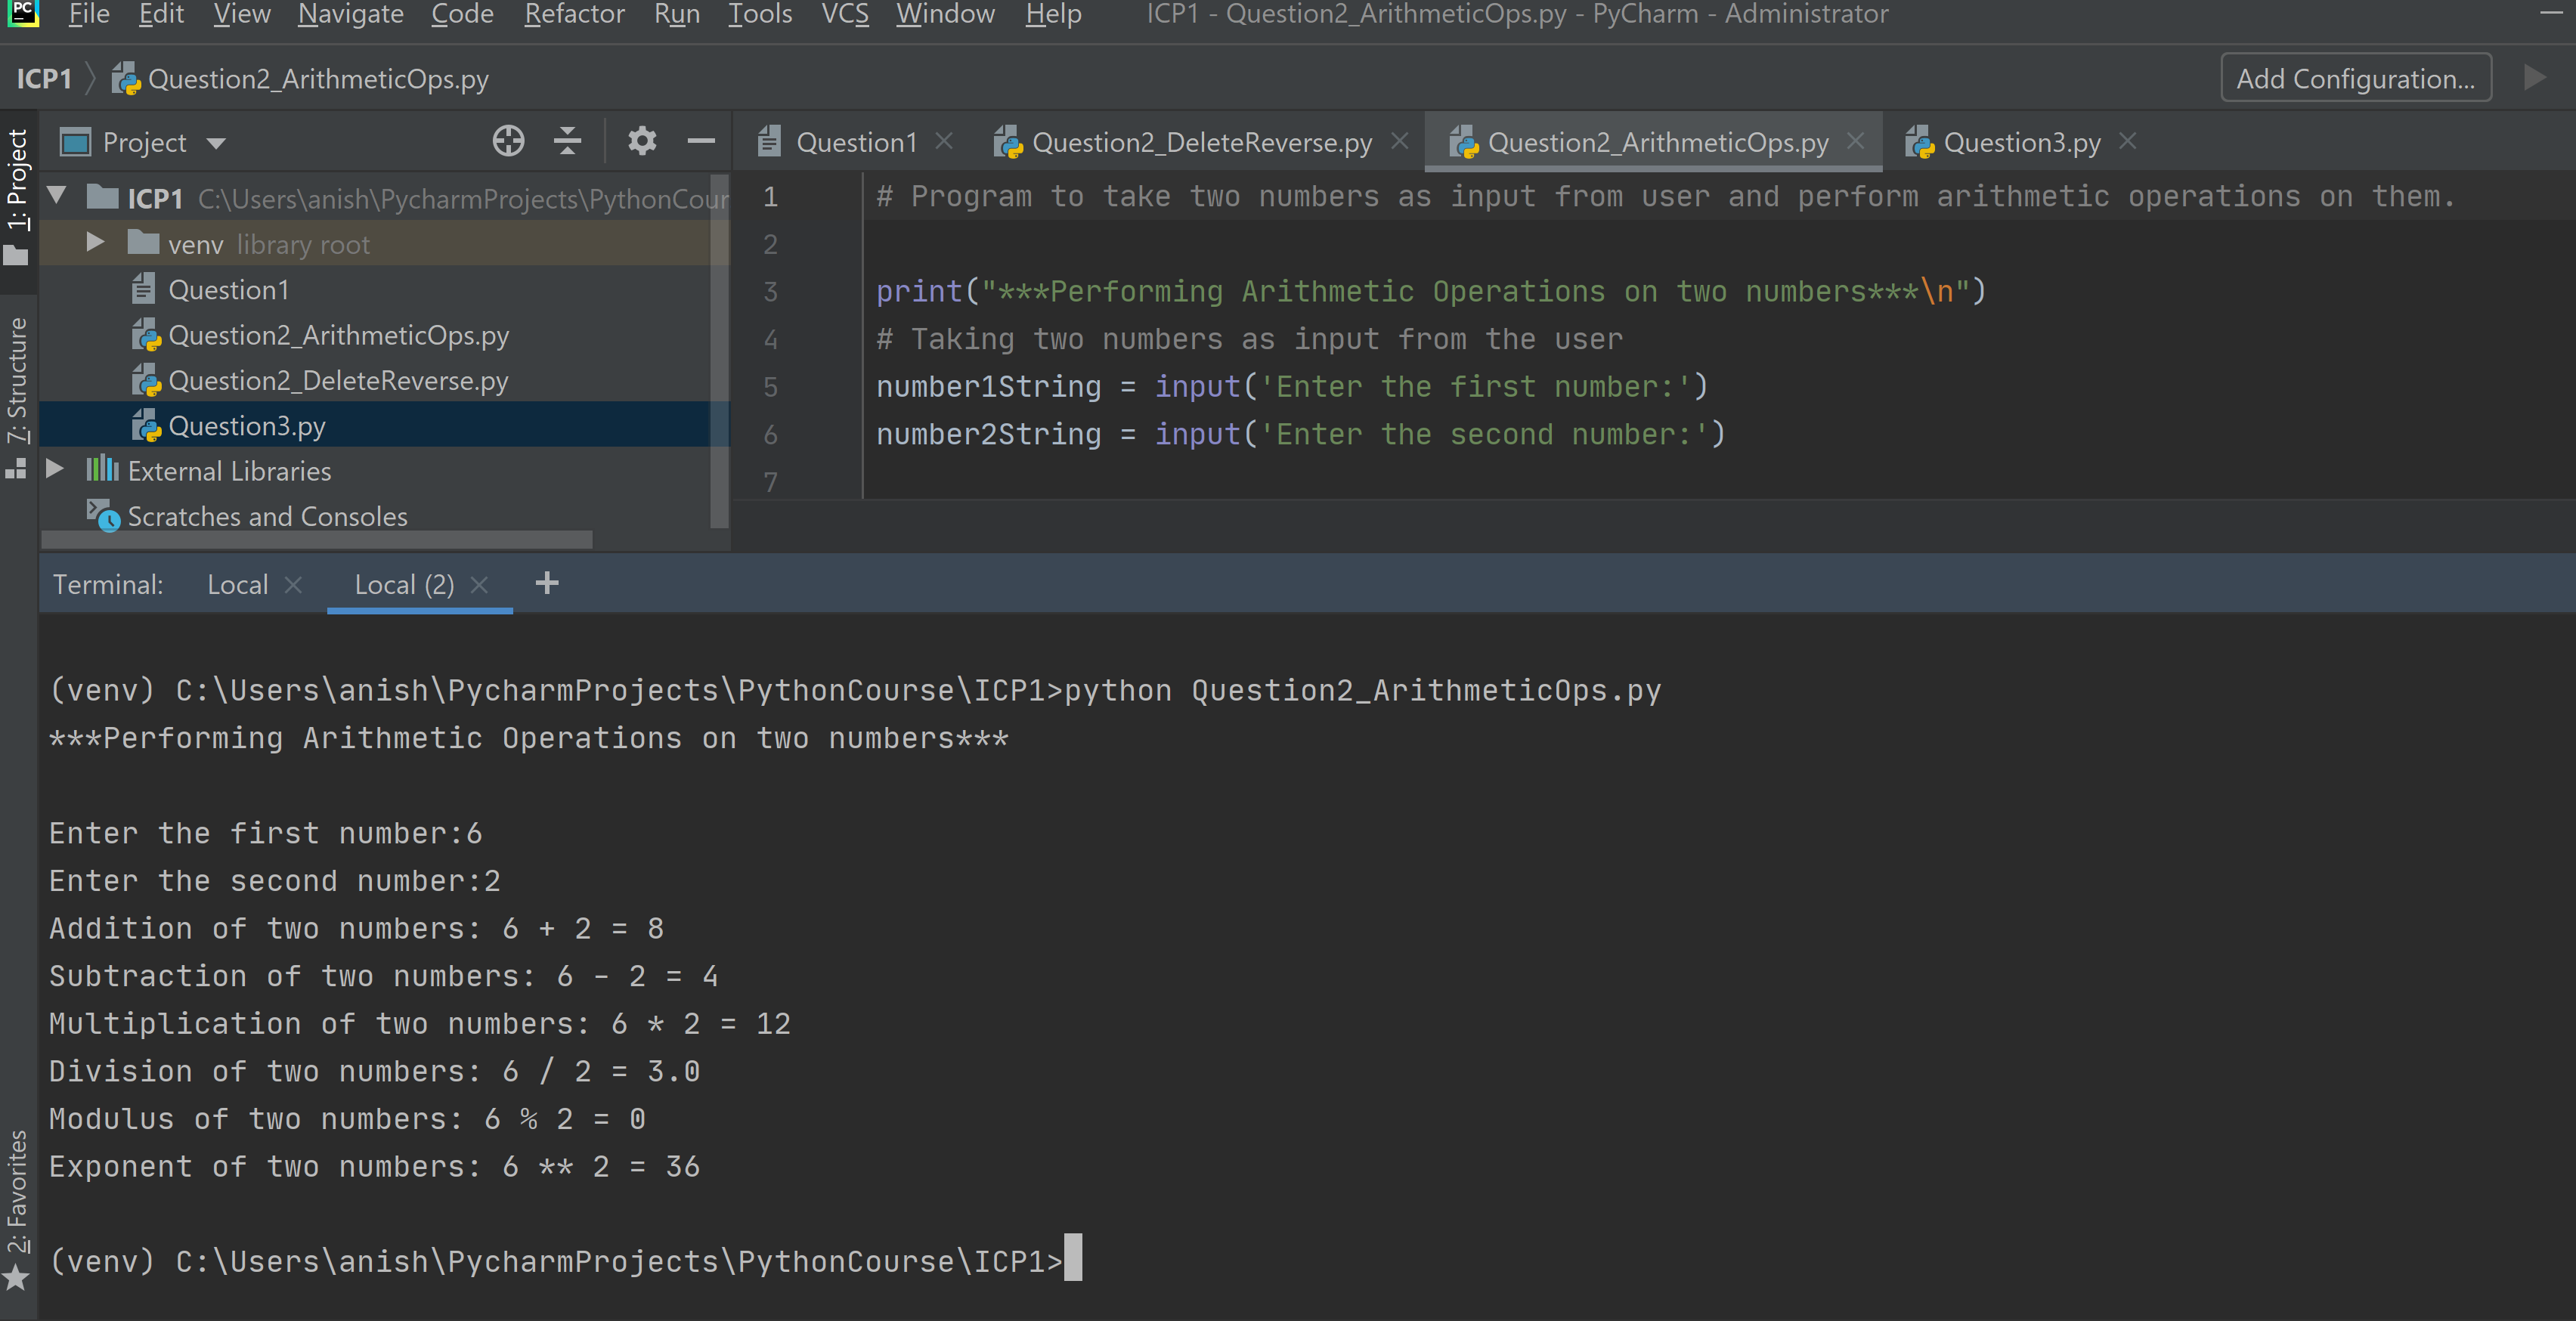 PC File Edit View Navigate Code Refactor Run Tools VCS Window Help ICP1 - Question2_ArithmeticOps.py - PyCharm - Administrator
ICP1 Question2_ArithmeticOps.py Add Configuration...
1: Project
7: Structure
2: Favorites
Project
ICP1 C:\Users\anish\PycharmProjects\PythonCour
venv library root
Question1
Question2_ArithmeticOps.py
Question2_DeleteReverse.py
Question3.py
External Libraries
Scratches and Consoles
Question1 Question2_DeleteReverse.py Question2_ArithmeticOps.py Question3.py
1 # Program to take two numbers as input from user and perform arithmetic operations on them.
2
3 print("***Performing Arithmetic Operations on two numbers***\n")
4 # Taking two numbers as input from the user
5 number1String = input('Enter the first number:')
6 number2String = input('Enter the second number:')
7
Terminal: Local Local (2) +
(venv) C:\Users\anish\PycharmProjects\PythonCourse\ICP1>python Question2_ArithmeticOps.py
***Performing Arithmetic Operations on two numbers***
Enter the first number:6
Enter the second number:2
Addition of two numbers: 6 + 2 = 8
Subtraction of two numbers: 6 - 2 = 4
Multiplication of two numbers: 6 * 2 = 12
Division of two numbers: 6 / 2 = 3.0
Modulus of two numbers: 6 % 2 = 0
Exponent of two numbers: 6 ** 2 = 36
(venv) C:\Users\anish\PycharmProjects\PythonCourse\ICP1>